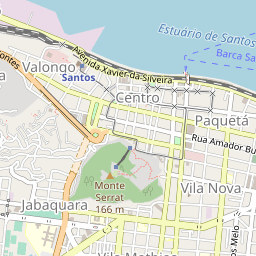 Estuário de Santos
Avenida Xavier da Silveira
Barca Sa
Valongo
Santos
Centro
ontes
a
Paquetá
Rua Amador Bu
Monte
Serrat
166 m
Vila Nova
Jabaquara
Melo